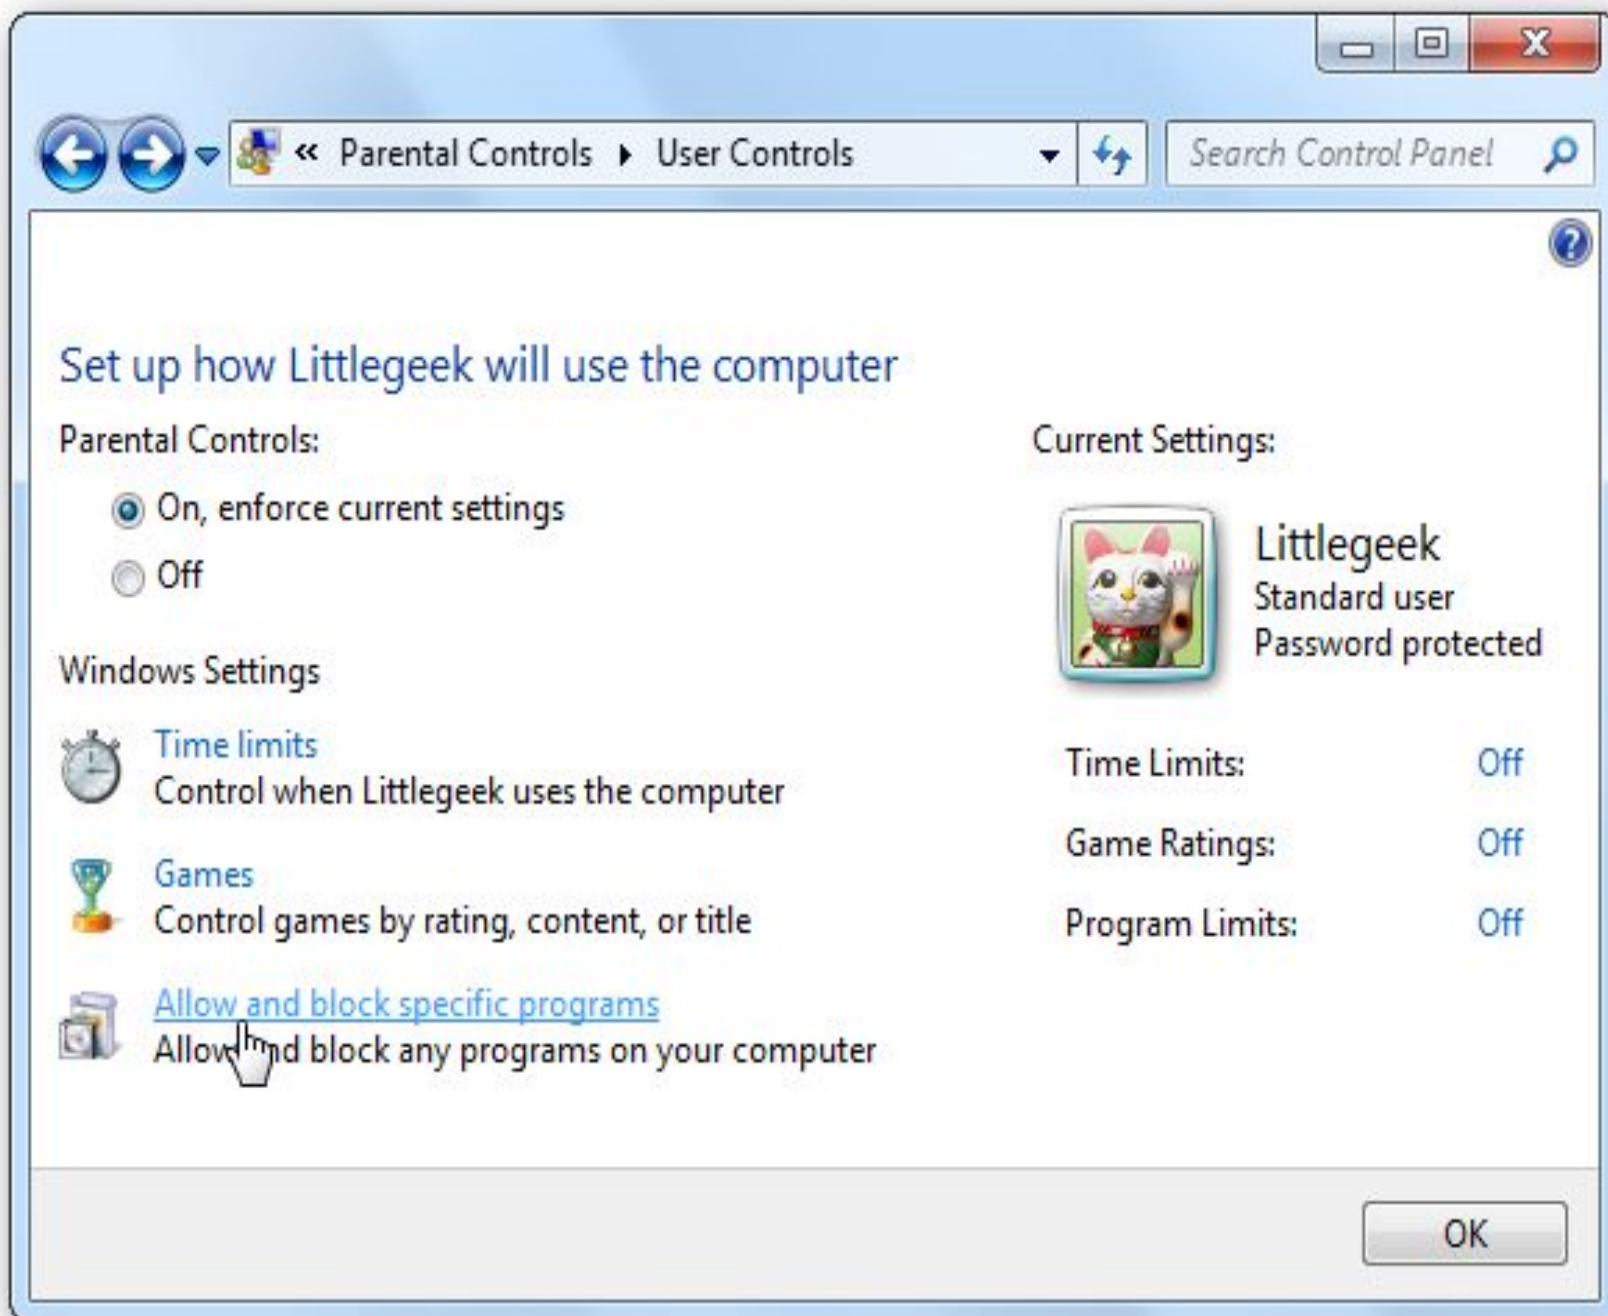 « Parental Controls ▸ User Controls
Search Control Panel
Set up how Littlegeek will use the computer
Parental Controls:
On, enforce current settings
Off
Windows Settings
Time limits
Control when Littlegeek uses the computer
Games
Control games by rating, content, or title
Allow and block specific programs
Allow and block any programs on your computer
Current Settings:
Littlegeek
Standard user
Password protected
Time Limits: Off
Game Ratings: Off
Program Limits: Off
OK